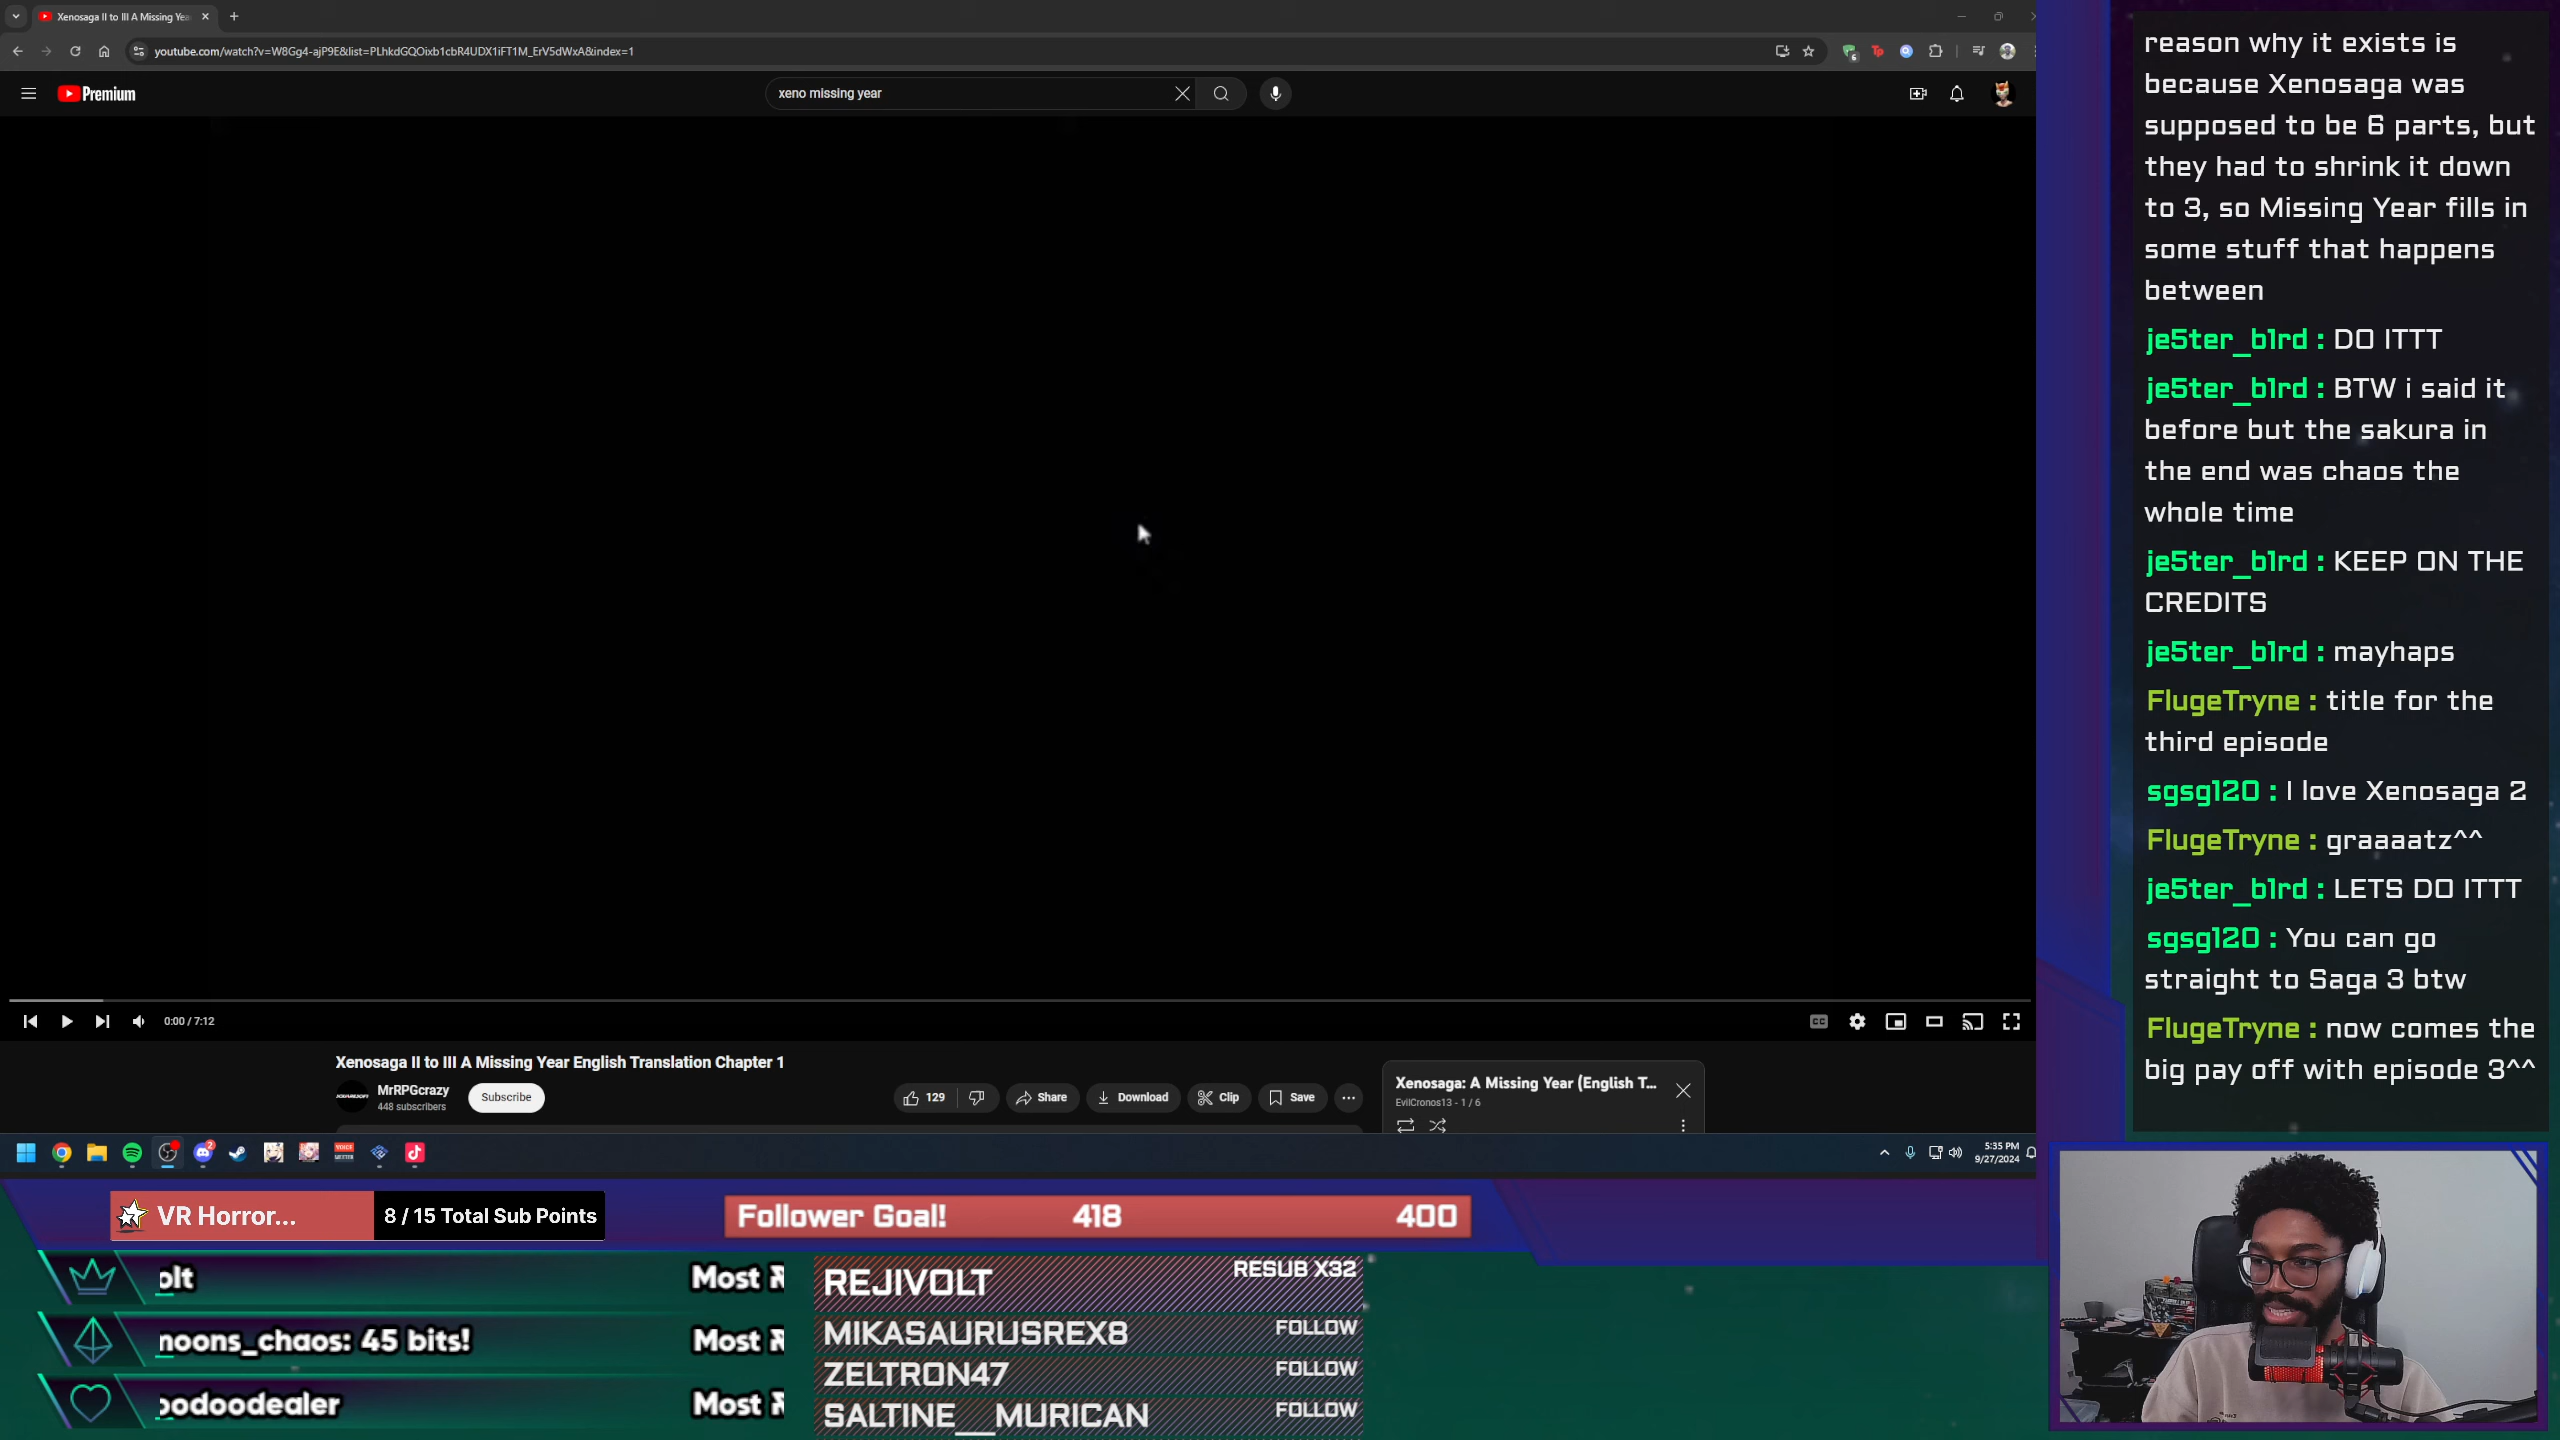 Xenosaga II to III A Missing Yea
youtube.com/watch?v=W8Gg4-ajP9E&list=PLhkdGQOixb1cbR4UDX1iFT1M_ErV5dWxA&index=1
Premium
xeno missing year
0:00 / 7:12
Xenosaga II to III A Missing Year English Translation Chapter 1
MrRPGcrazy
448 subscribers
Subscribe
129
Share
Download
Clip
Save
Xenosaga: A Missing Year (English T...
EvilCronos13 - 1 / 6
5:35 PM
9/27/2024
reason why it exists is
because Xenosaga was
supposed to be 6 parts, but
they had to shrink it down
to 3, so Missing Year fills in
some stuff that happens
between
je5ter_b1rd : DO ITTT
je5ter_b1rd : BTW i said it
before but the sakura in
the end was chaos the
whole time
je5ter_b1rd : KEEP ON THE
CREDITS
je5ter_b1rd : mayhaps
FlugeTryne : title for the
third episode
sgsg120 : I love Xenosaga 2
FlugeTryne : graaaatz^^
je5ter_b1rd : LETS DO ITTT
sgsg120 : You can go
straight to Saga 3 btw
FlugeTryne : now comes the
big pay off with episode 3^^
VR Horror...
8 / 15 Total Sub Points
Follower Goal!
418
400
olt
Most
noons_chaos: 45 bits!
Most
oodoodealer
Most
REJIVOLT
RESUB X32
MIKASAURUSREX8
FOLLOW
ZELTRON47
FOLLOW
SALTINE__MURICAN
FOLLOW